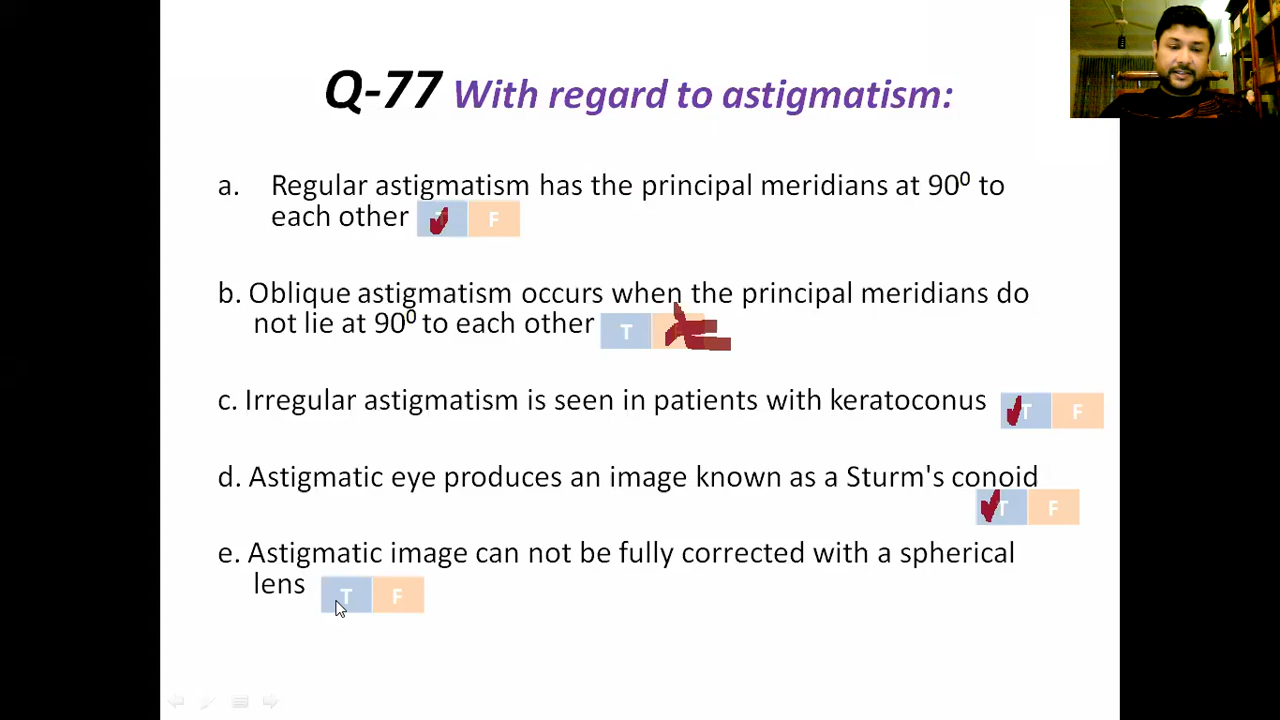 Q-77 With regard to astigmatism:
a. Regular astigmatism has the principal meridians at 90⁰ to
each other F
b. Oblique astigmatism occurs when the principal meridians do
not lie at 90⁰ to each other T
c. Irregular astigmatism is seen in patients with keratoconus T F
d. Astigmatic eye produces an image known as a Sturm's conoid
T F
e. Astigmatic image can not be fully corrected with a spherical
lens T F